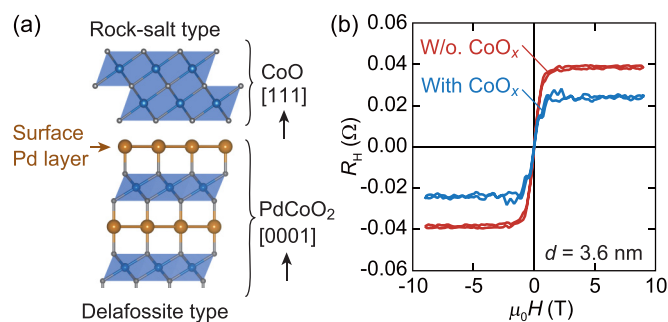 (a)
Rock-salt type
CoO
[111]
Surface
Pd layer
PdCoO₂
[0001]
Delafossite type
(b)
W/o. CoOₓ
With CoOₓ
R_H (Ω)
0.06
0.04
0.02
0.00
-0.02
-0.04
-0.06
d = 3.6 nm
-10 -5 0 5 10
μ₀H (T)